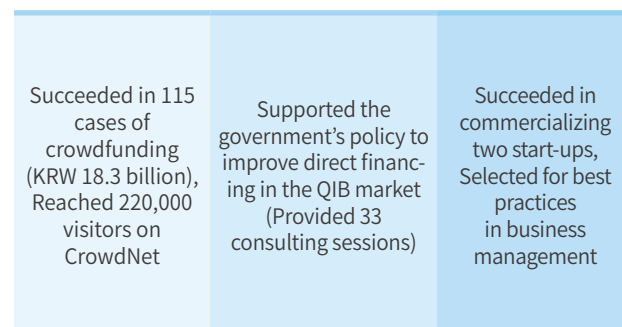 Succeeded in 115
cases of
crowdfunding
(KRW 18.3 billion),
Reached 220,000
visitors on
CrowdNet
Supported the
government’s policy to
improve direct financ-
ing in the QIB market
(Provided 33
consulting sessions)
Succeeded in
commercializing
two start-ups,
Selected for best
practices
in business
management